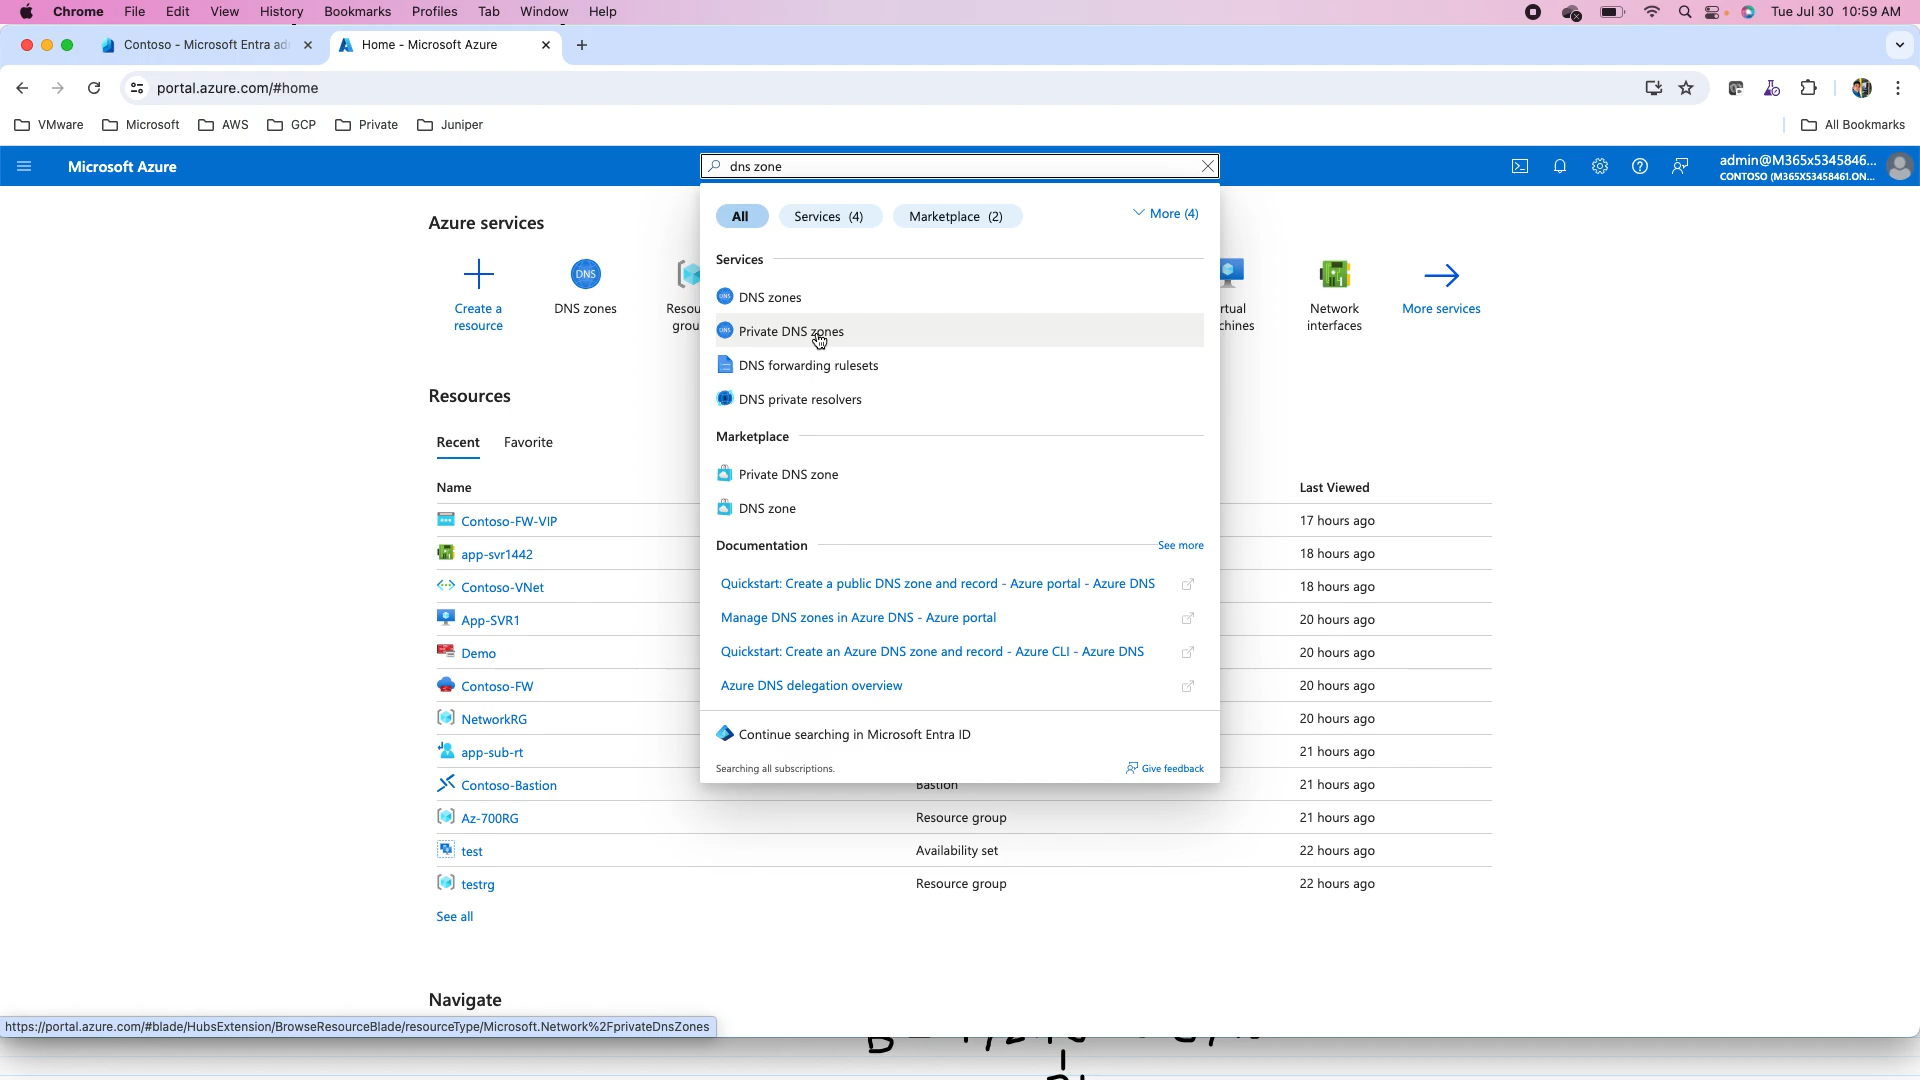 Chrome File Edit View History Bookmarks Profiles Tab Window Help Tue Jul 30 10:59 AM
Contoso - Microsoft Entra ad Home - Microsoft Azure
portal.azure.com/#home
VMware Microsoft AWS GCP Private Juniper All Bookmarks
Microsoft Azure dns zone admin@M365x5345846...
CONTOSO (M365X53458461.ON...
All Services (4) Marketplace (2) More (4)
Azure services
Services
DNS
Create a resource
DNS zones
Resou
grou
rtual
chines
Network interfaces
More services
DNS zones
Private DNS zones
DNS forwarding rulesets
DNS private resolvers
Marketplace
Private DNS zone
DNS zone
Documentation See more
Quickstart: Create a public DNS zone and record - Azure portal - Azure DNS
Manage DNS zones in Azure DNS - Azure portal
Quickstart: Create an Azure DNS zone and record - Azure CLI - Azure DNS
Azure DNS delegation overview
Continue searching in Microsoft Entra ID
Searching all subscriptions. Give feedback
Resources
Recent Favorite
Name Last Viewed
Contoso-FW-VIP 17 hours ago
app-svr1442 18 hours ago
Contoso-VNet 18 hours ago
App-SVR1 20 hours ago
Demo 20 hours ago
Contoso-FW 20 hours ago
NetworkRG 20 hours ago
app-sub-rt 21 hours ago
Contoso-Bastion Bastion 21 hours ago
Az-700RG Resource group 21 hours ago
test Availability set 22 hours ago
testrg Resource group 22 hours ago
See all
Navigate
https://portal.azure.com/#blade/HubsExtension/BrowseResourceBlade/resourceType/Microsoft.Network%2FprivateDnsZones